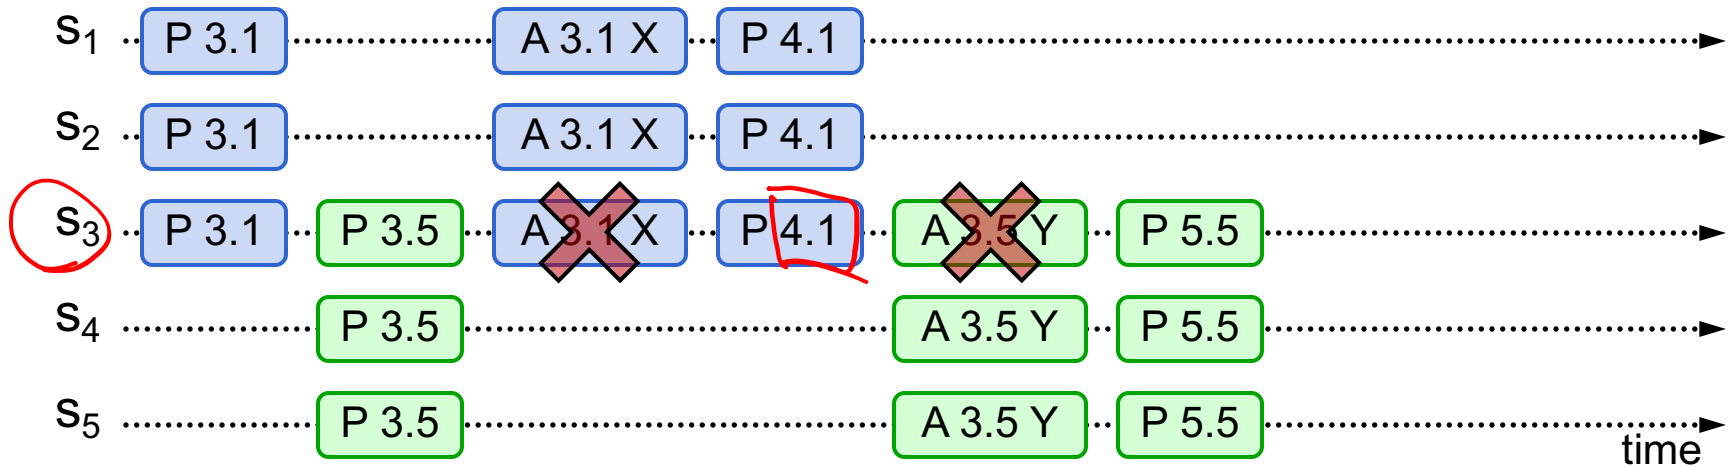 s1 P 3.1 A 3.1 X P 4.1
s2 P 3.1 A 3.1 X P 4.1
s3 P 3.1 P 3.5 A 3.1 X P 4.1 A 3.5 Y P 5.5
s4 P 3.5 A 3.5 Y P 5.5
s5 P 3.5 A 3.5 Y P 5.5
time